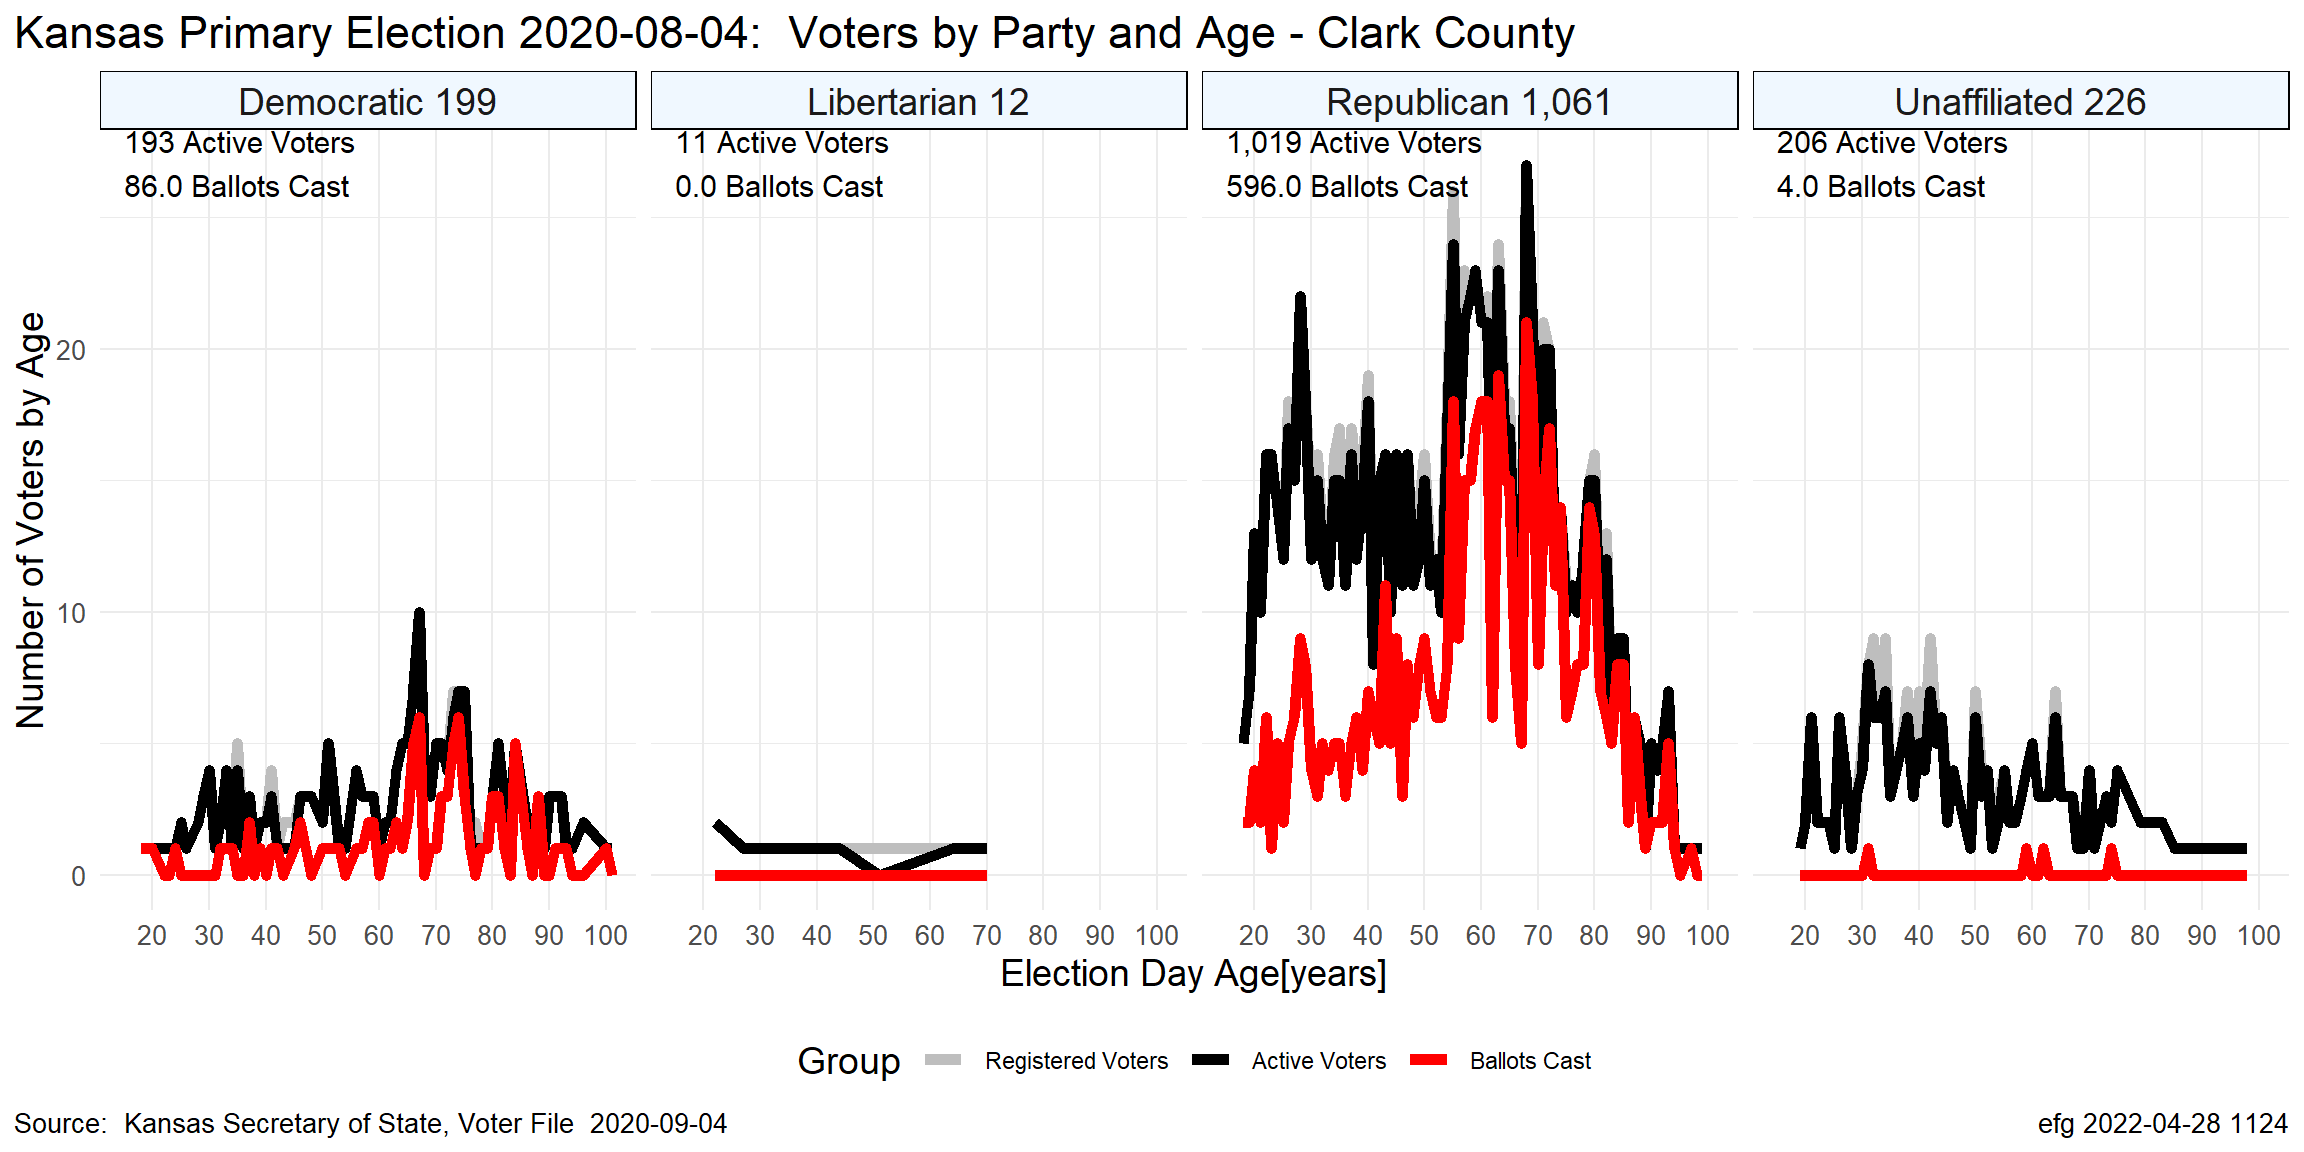 Kansas Primary Election 2020-08-04:  Voters by Party and Age - Clark County
Democratic 199
Libertarian 12
Republican 1,061
Unaffiliated 226
193 Active Voters
86.0 Ballots Cast
11 Active Voters
0.0 Ballots Cast
1,019 Active Voters
596.0 Ballots Cast
206 Active Voters
4.0 Ballots Cast
Number of Voters by Age
20
10
0
20 30 40 50 60 70 80 90 100
20 30 40 50 60 70 80 90 100
20 30 40 50 60 70 80 90 100
20 30 40 50 60 70 80 90 100
Election Day Age[years]
Group Registered Voters Active Voters Ballots Cast
Source:  Kansas Secretary of State, Voter File  2020-09-04
efg 2022-04-28 1124